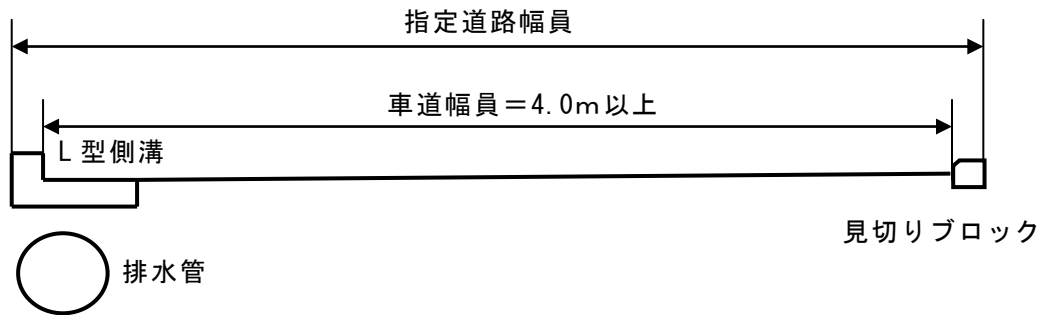 指定道路幅員
車道幅員＝4.0ｍ以上
Ｌ型側溝
見切りブロック
排水管